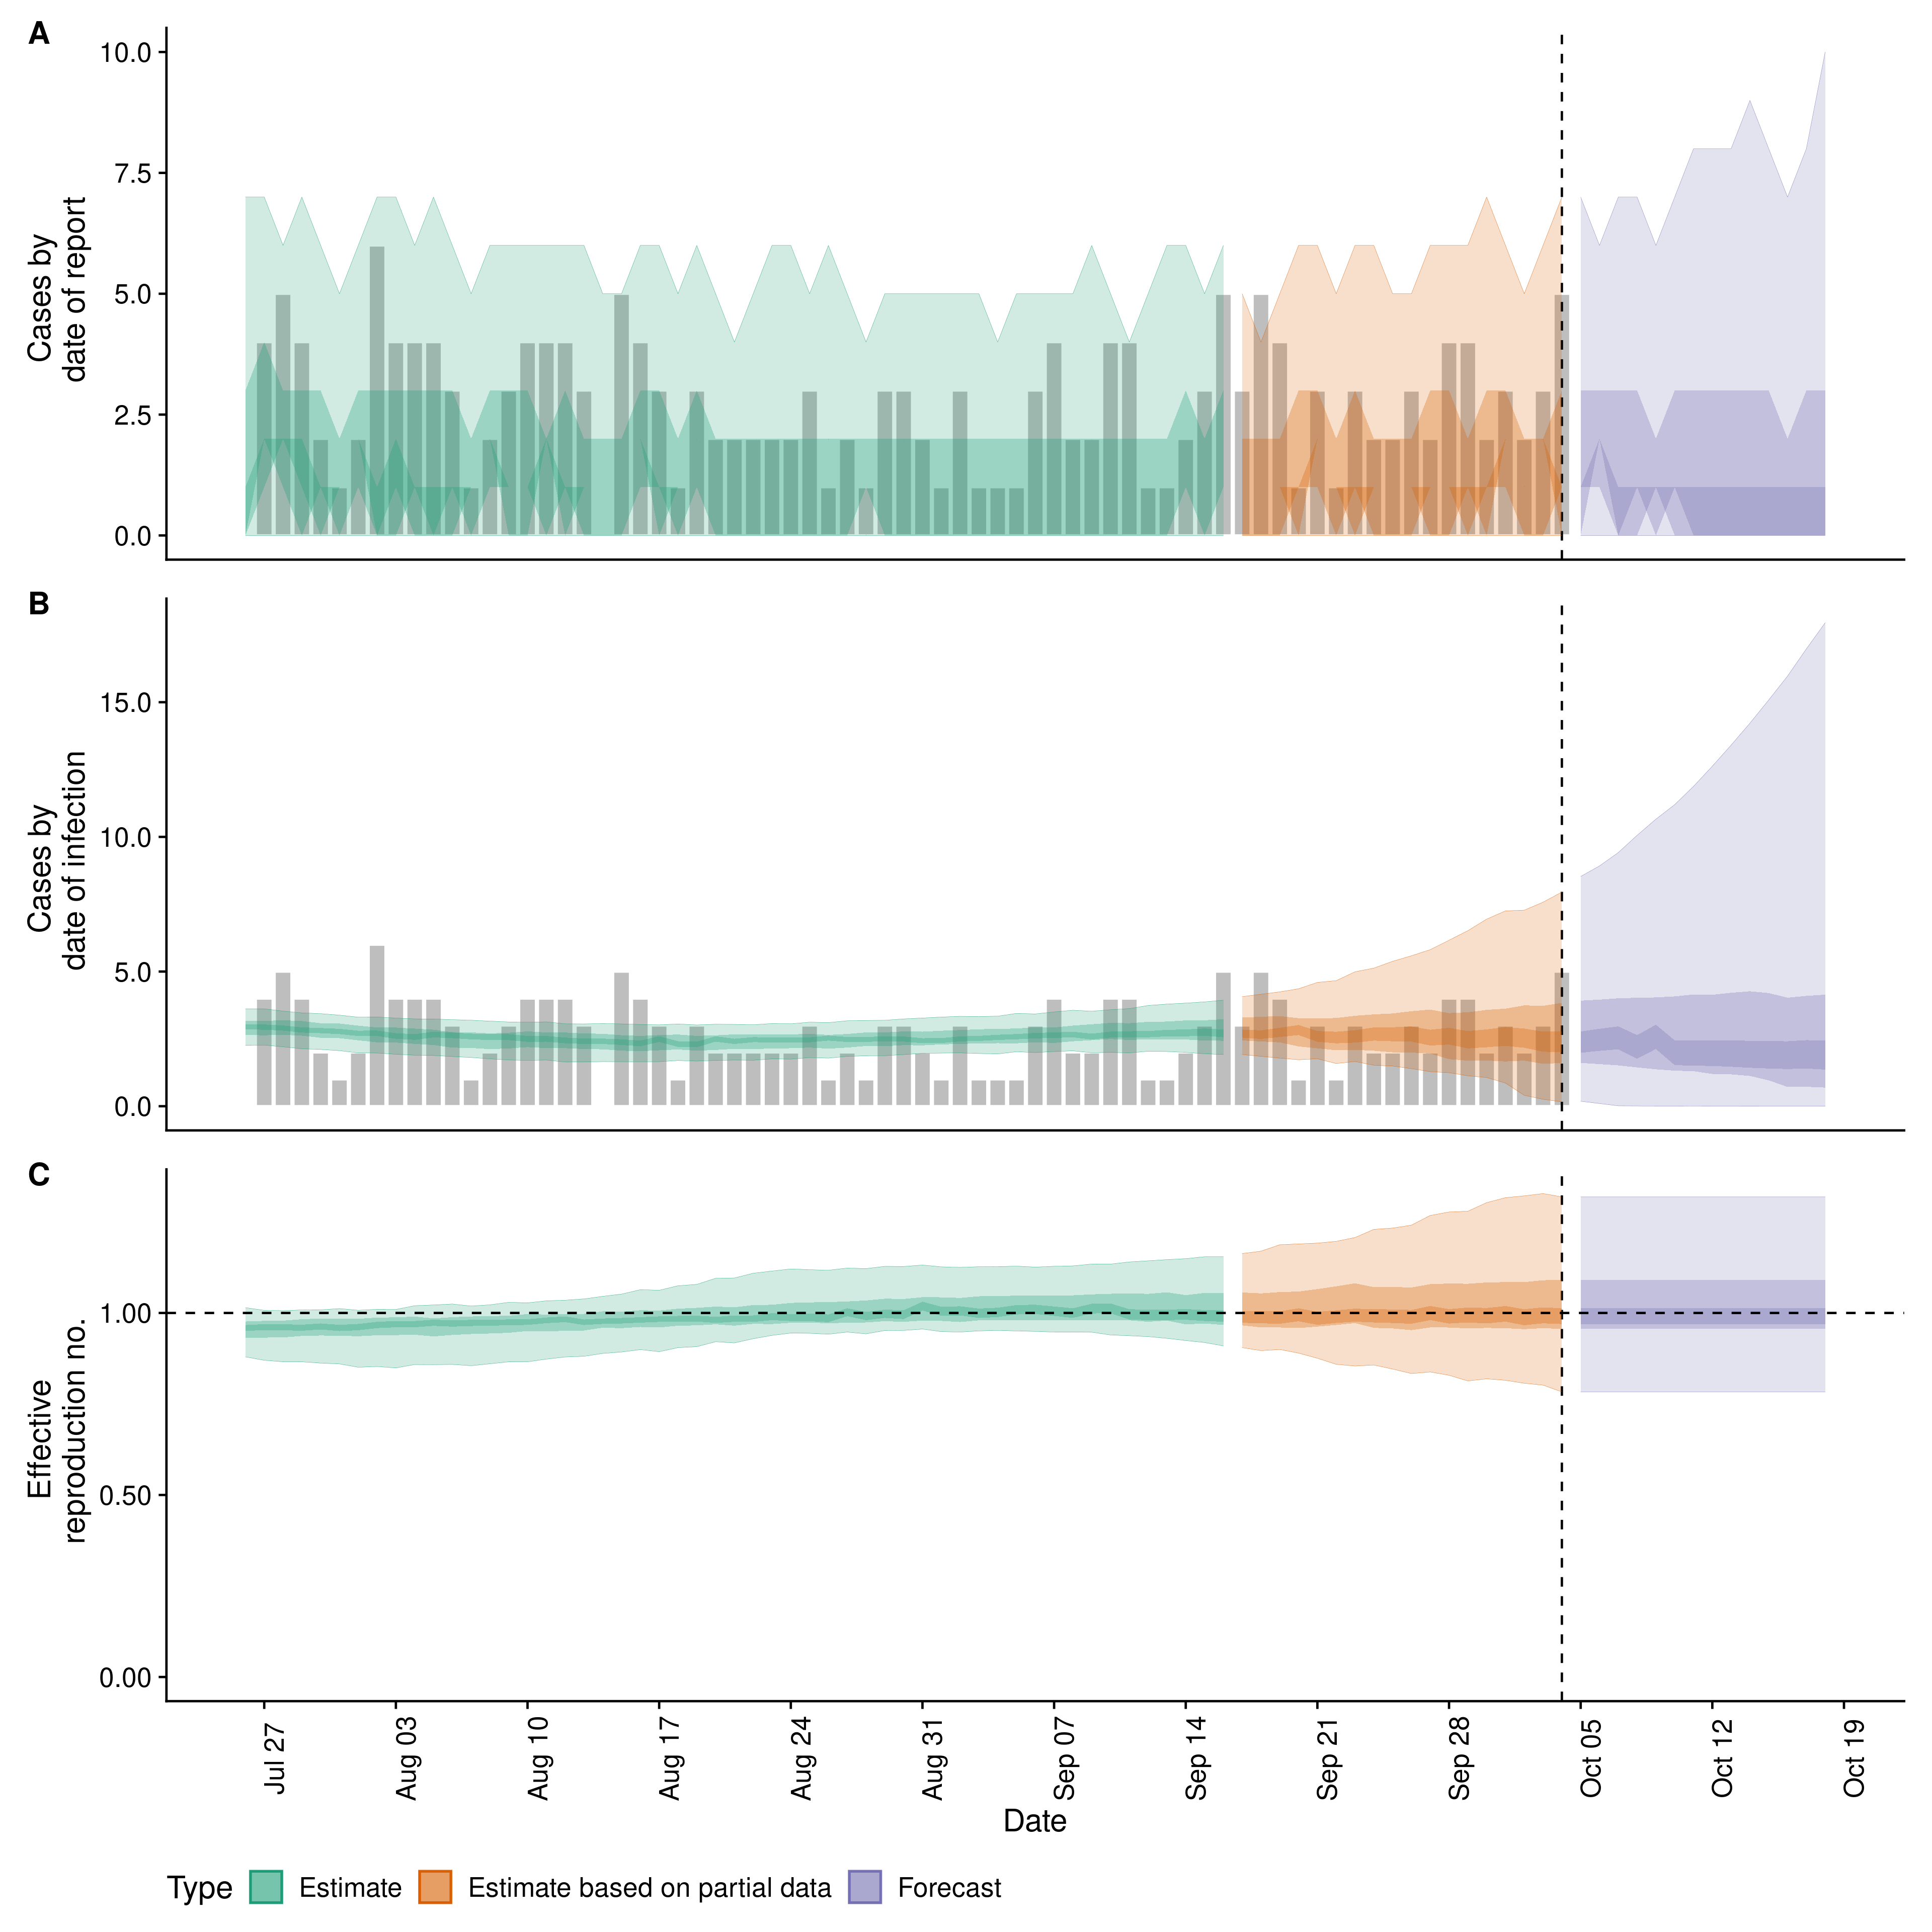 A
10.0
7.5
5.0
2.5
0.0
Cases by
date of report
B
15.0
10.0
5.0
0.0
Cases by
date of infection
C
1.00
0.50
0.00
Effective
reproduction no.
Jul 27
Aug 03
Aug 10
Aug 17
Aug 24
Aug 31
Sep 07
Sep 14
Sep 21
Sep 28
Oct 05
Oct 12
Oct 19
Date
Type Estimate Estimate based on partial data Forecast